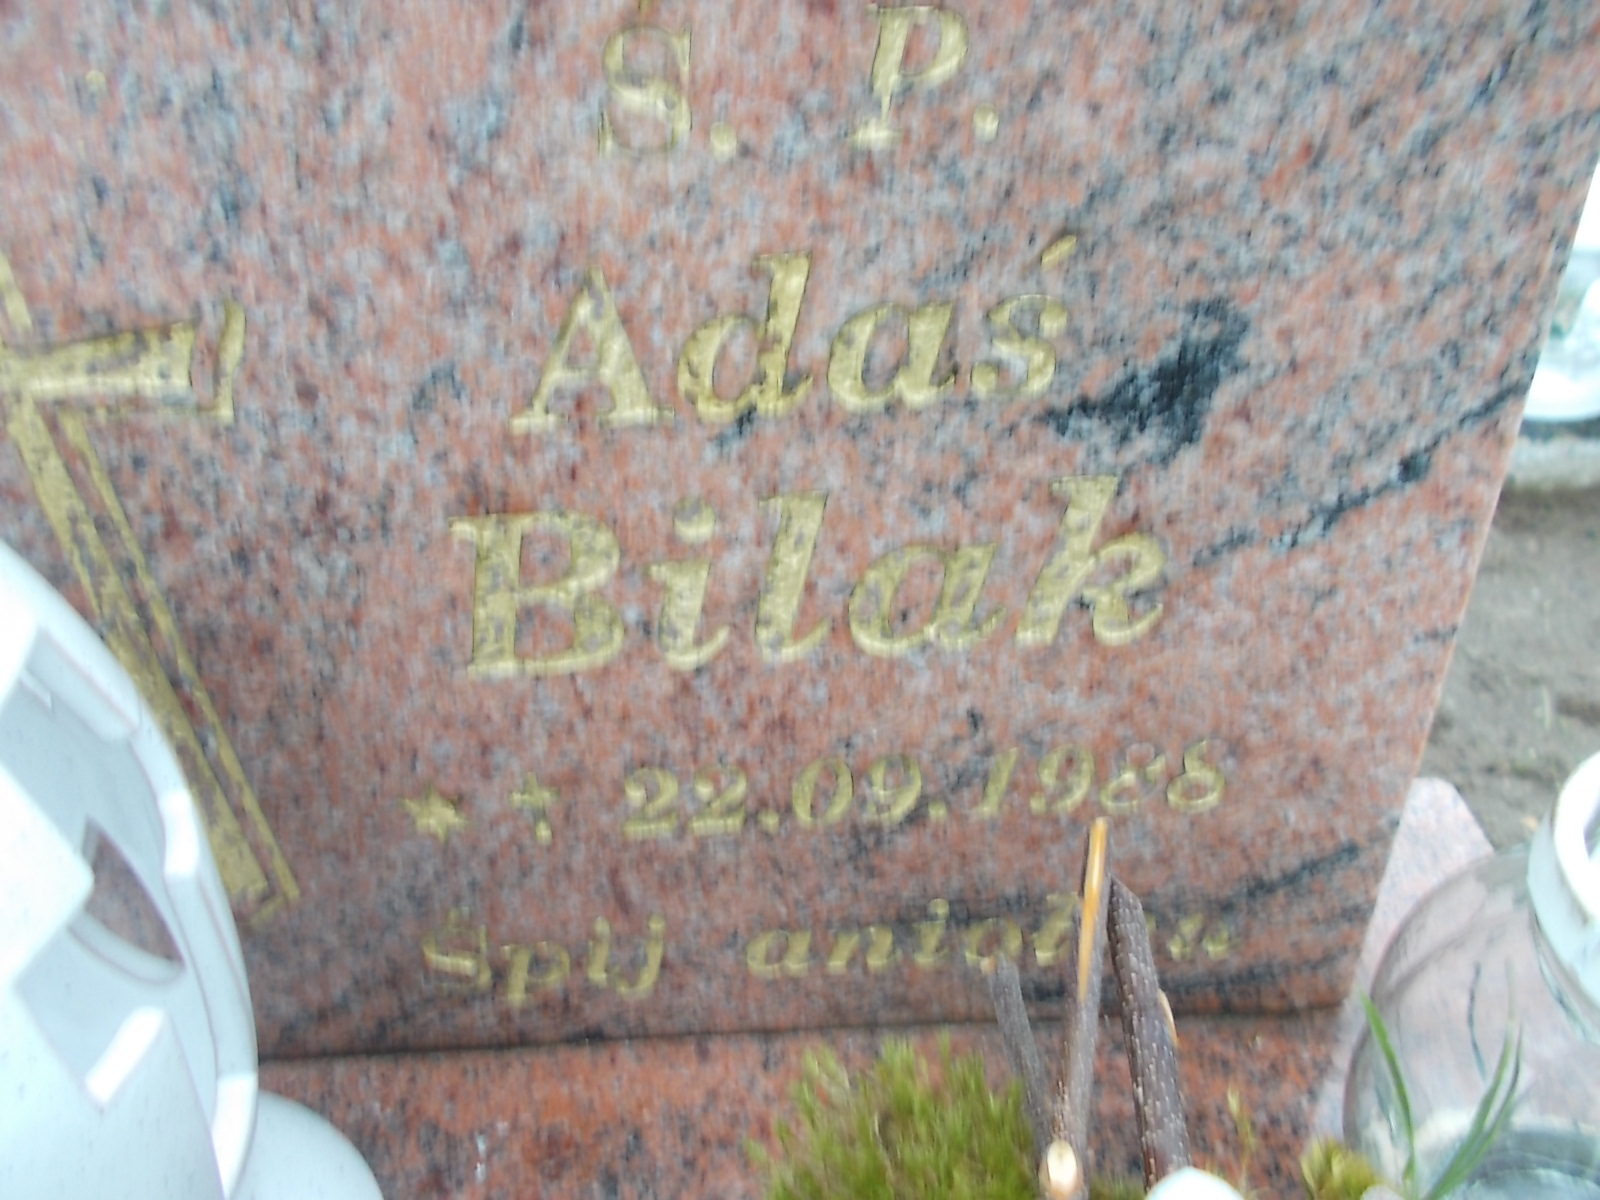 Ś. P.
Adaś
Bilak
★ † 22.09.1988
Śpij